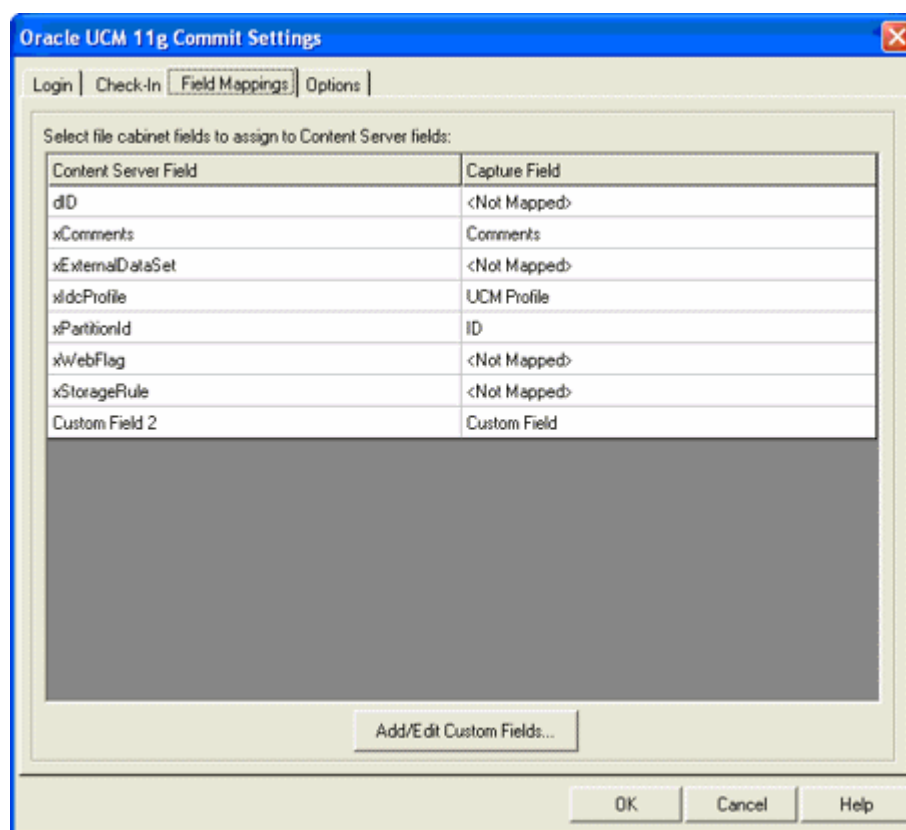 Oracle UCM 11g Commit Settings
Login Check-In Field Mappings Options
Select file cabinet fields to assign to Content Server fields:
Content Server Field Capture Field
dID <Not Mapped>
xComments Comments
xExternalDataSet <Not Mapped>
xIdcProfile UCM Profile
xPartitionId ID
xWebFlag <Not Mapped>
xStorageRule <Not Mapped>
Custom Field 2 Custom Field
Add/Edit Custom Fields...
OK Cancel Help